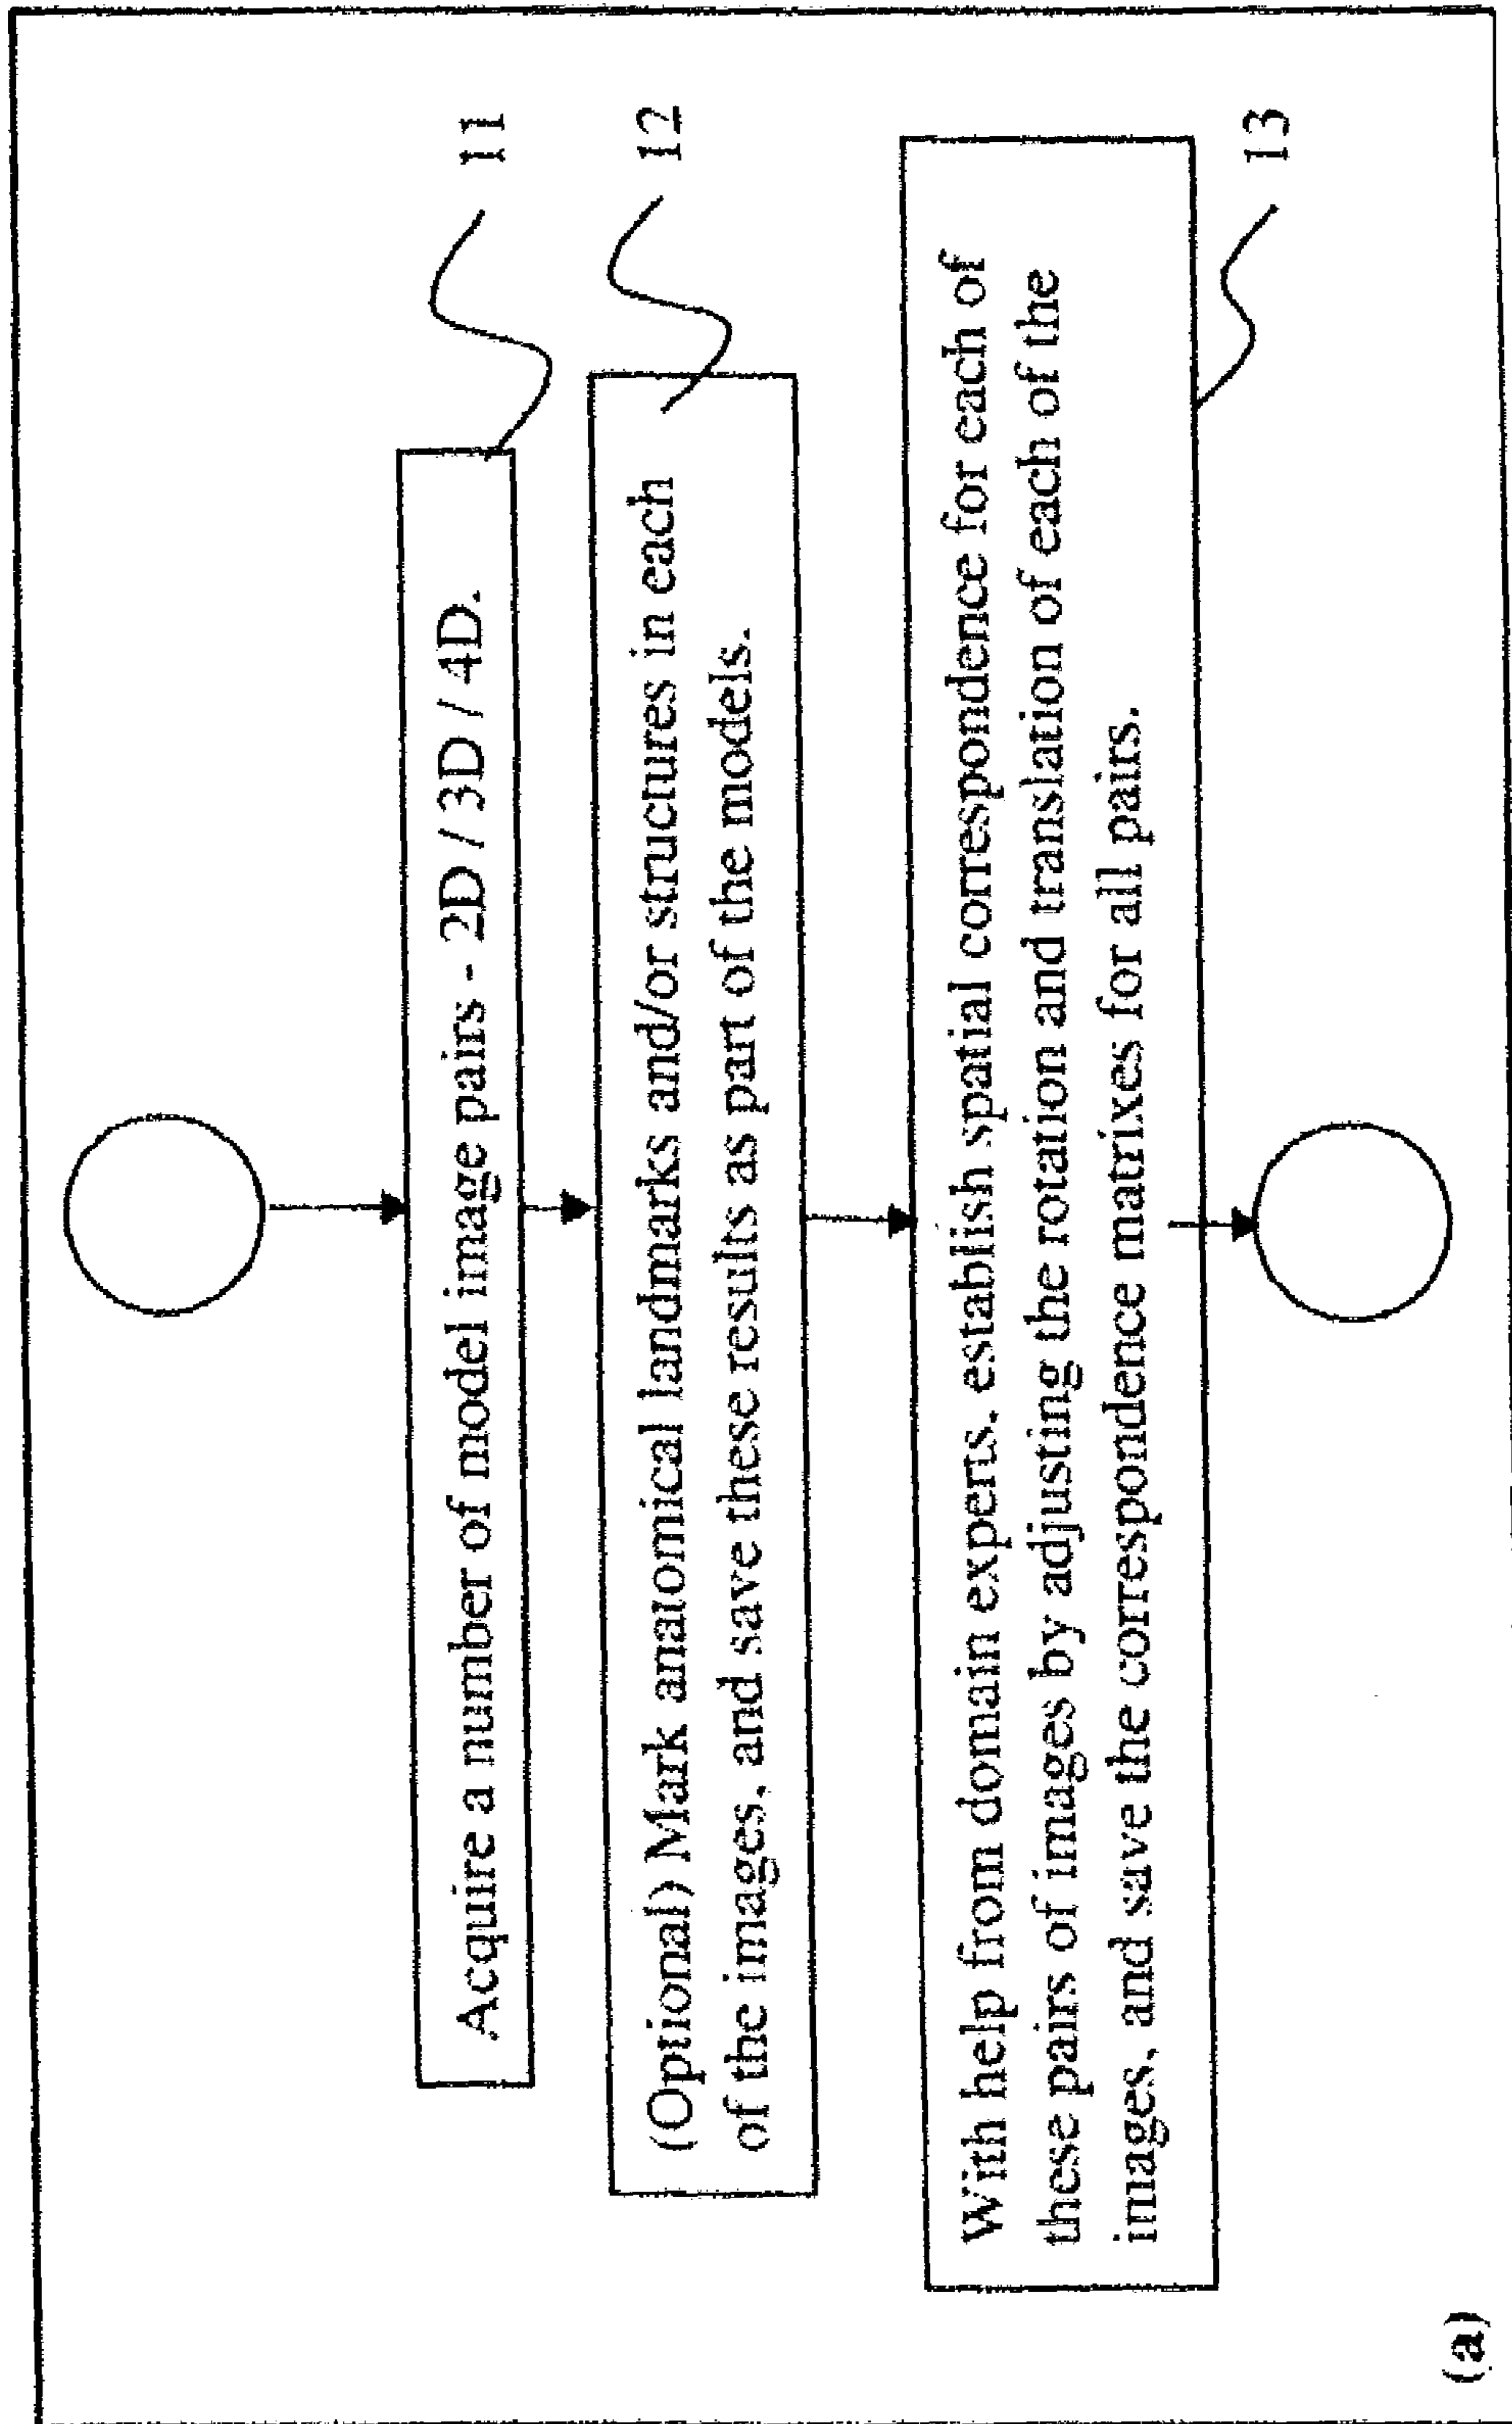 Acquire a number of model image pairs - 2D / 3D / 4D.
11
(Optional) Mark anatomical landmarks and/or structures in each
of the images, and save these results as part of the models.
12
With help from domain experts, establish spatial correspondence for each of
these pairs of images by adjusting the rotation and translation of each of the
images, and save the correspondence matrixes for all pairs.
13
(a)